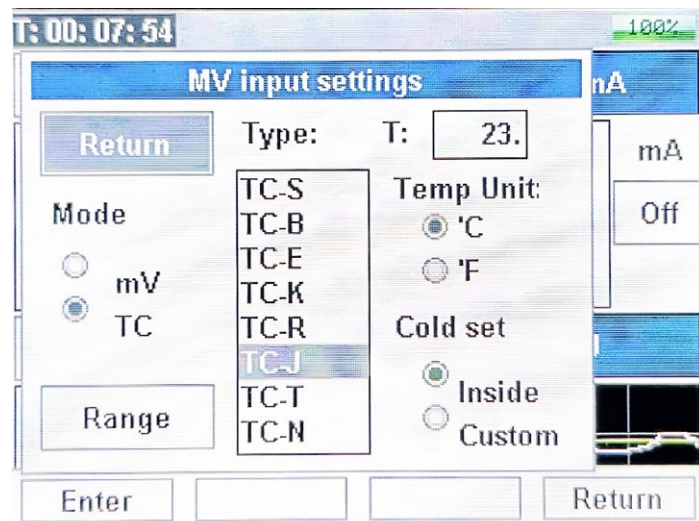 T: 00: 07: 54
100%
MV input settings
nA
Return
Type:
T:
23.
mA
Off
Mode
mV
TC
TC-S
TC-B
TC-E
TC-K
TC-R
TC-J
TC-T
TC-N
Temp Unit:
'C
'F
Cold set
Inside
Custom
Range
Enter
Return